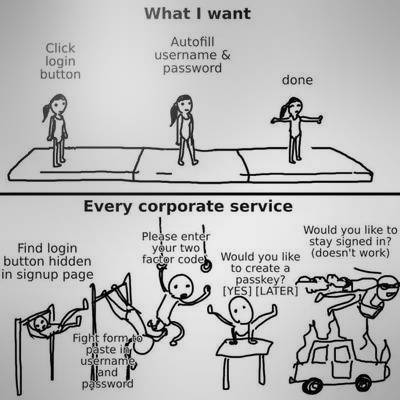 What I want
Click
login
button
Autofill
username &
password
done
Every corporate service
Find login
button hidden
in signup page
Fight form to
paste in
username
and
password
Please enter
your two
factor code
Would you like
to create a
passkey?
[YES] [LATER]
Would you like to
stay signed in?
(doesn't work)